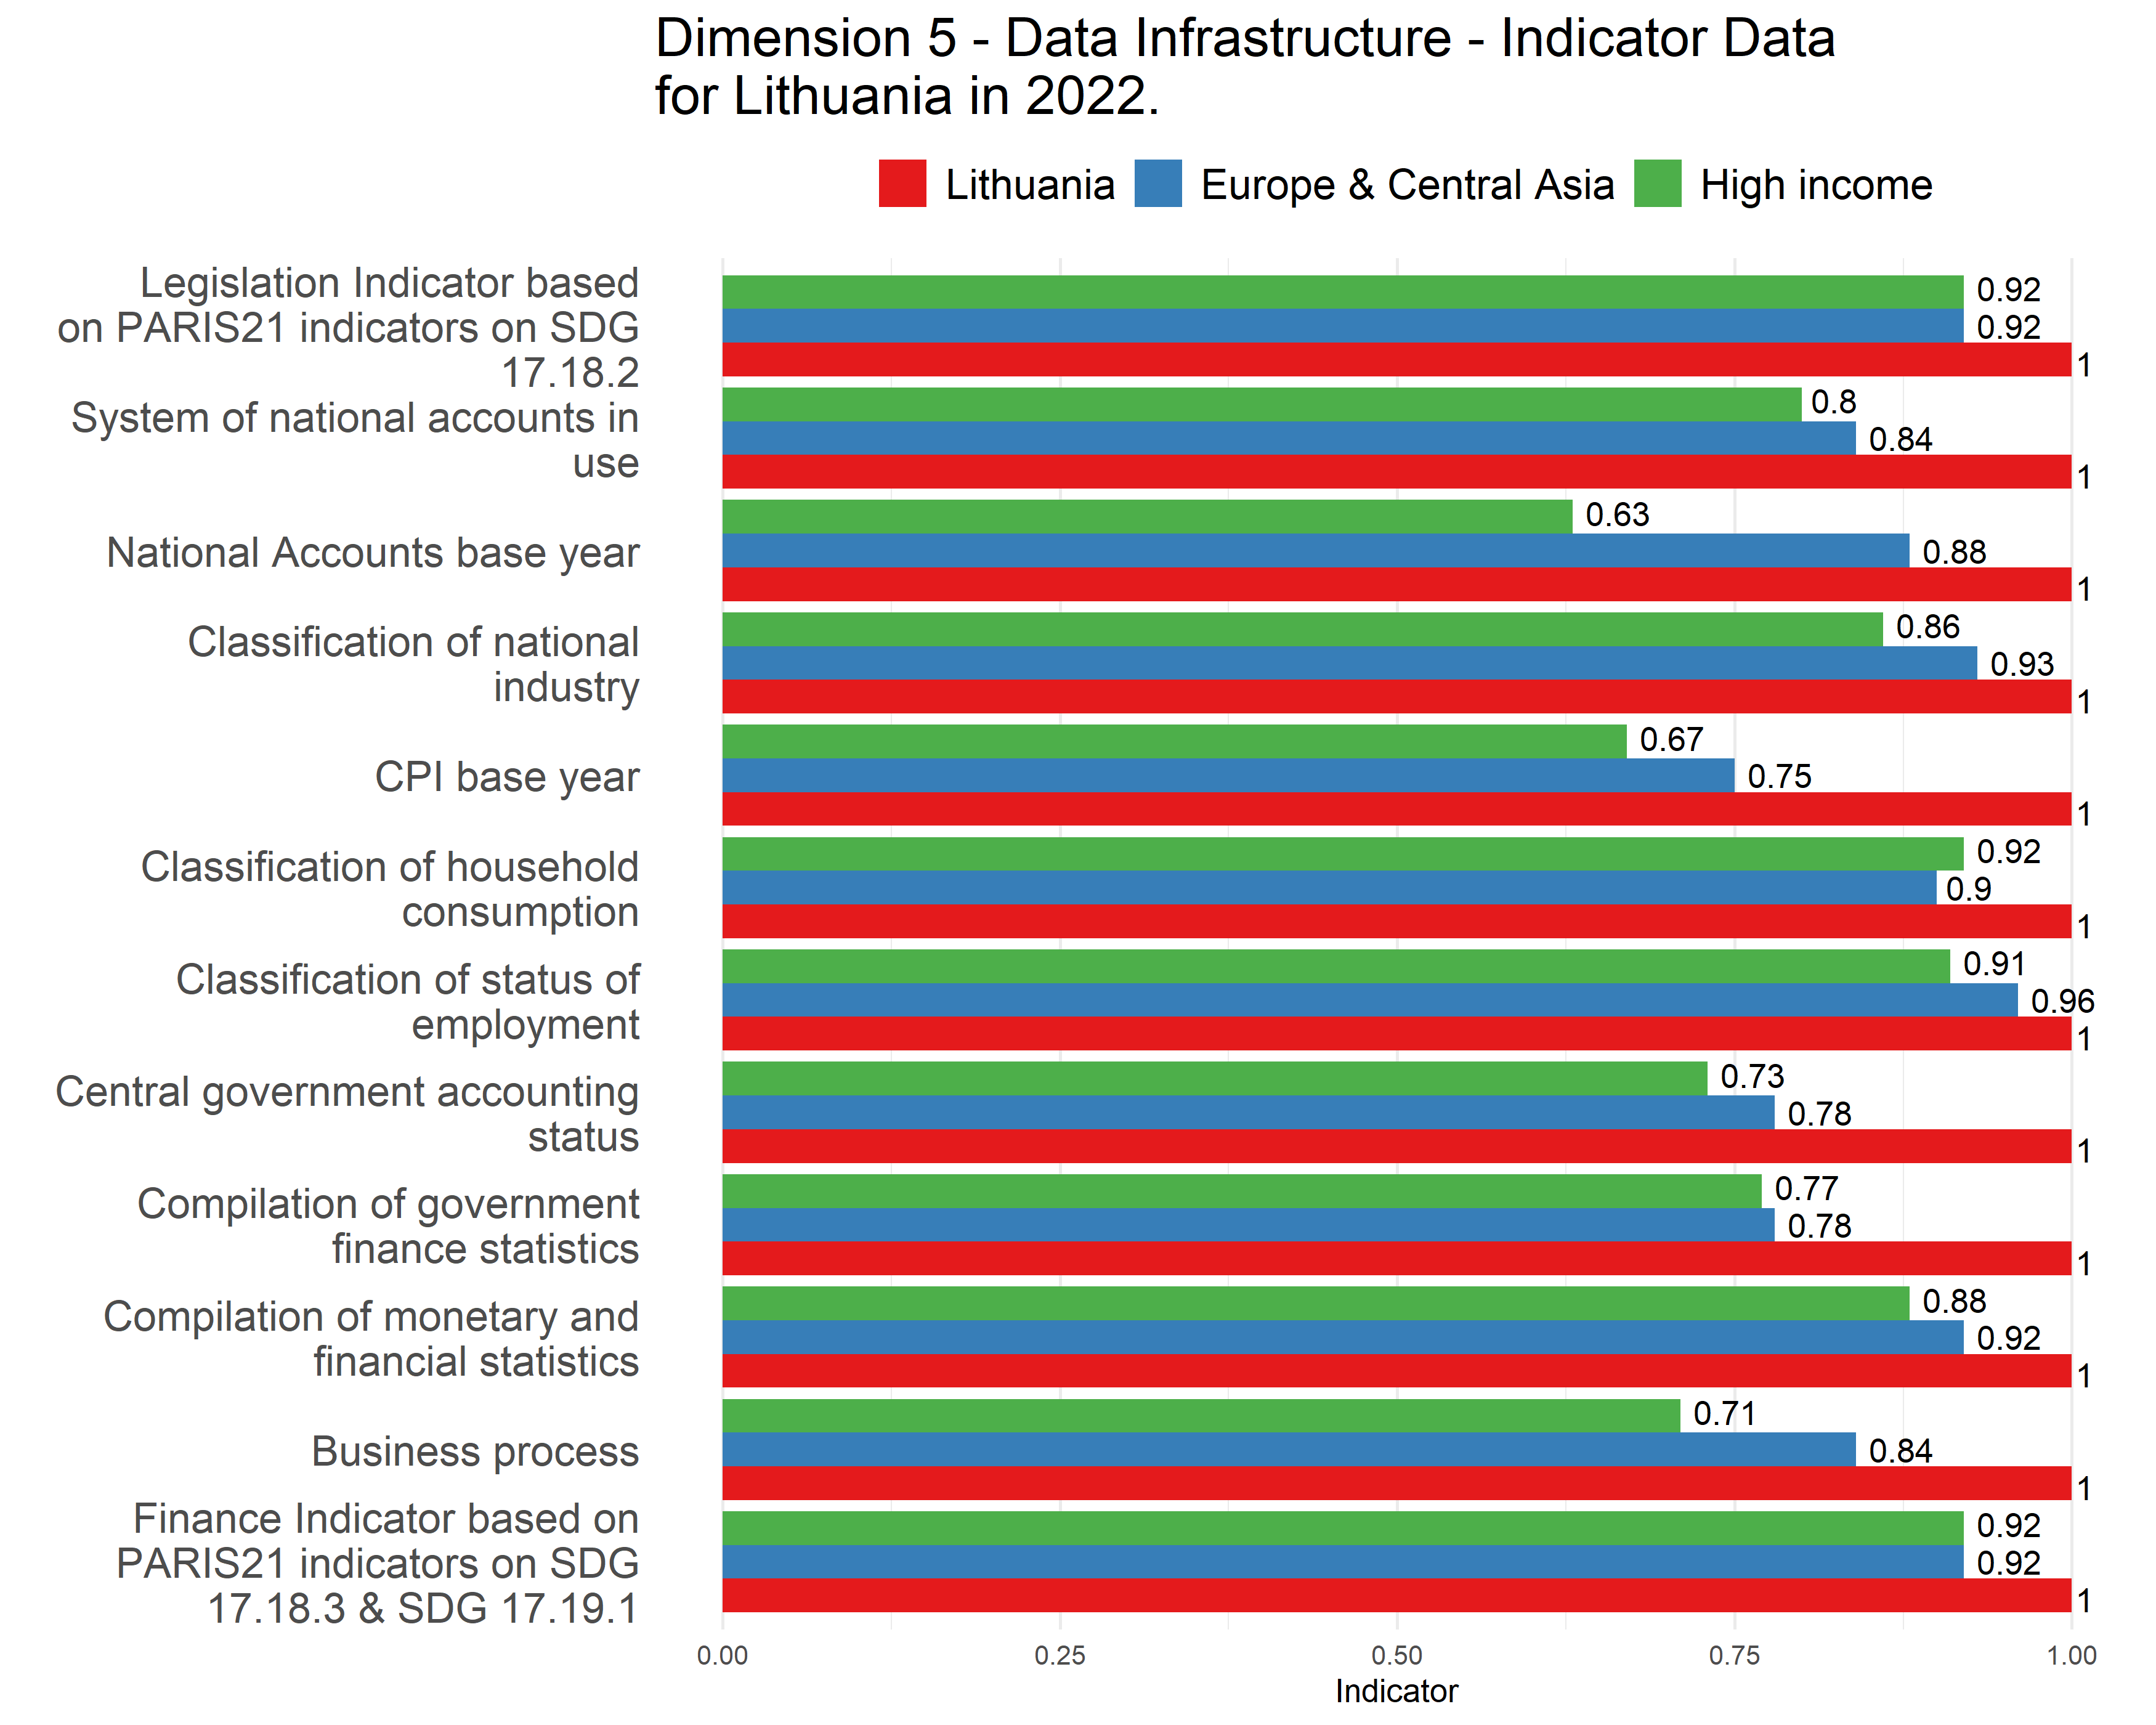 Dimension 5 - Data Infrastructure - Indicator Data
for Lithuania in 2022.
Lithuania
Europe & Central Asia
High income
Legislation Indicator based
on PARIS21 indicators on SDG
17.18.2
0.92
0.92
1
System of national accounts in
use
0.8
0.84
1
National Accounts base year
0.63
0.88
1
Classification of national
industry
0.86
0.93
1
CPI base year
0.67
0.75
1
Classification of household
consumption
0.92
0.9
1
Classification of status of
employment
0.91
0.96
1
Central government accounting
status
0.73
0.78
1
Compilation of government
finance statistics
0.77
0.78
1
Compilation of monetary and
financial statistics
0.88
0.92
1
Business process
0.71
0.84
1
Finance Indicator based on
PARIS21 indicators on SDG
17.18.3 & SDG 17.19.1
0.92
0.92
1
0.00
0.25
0.50
0.75
1.00
Indicator